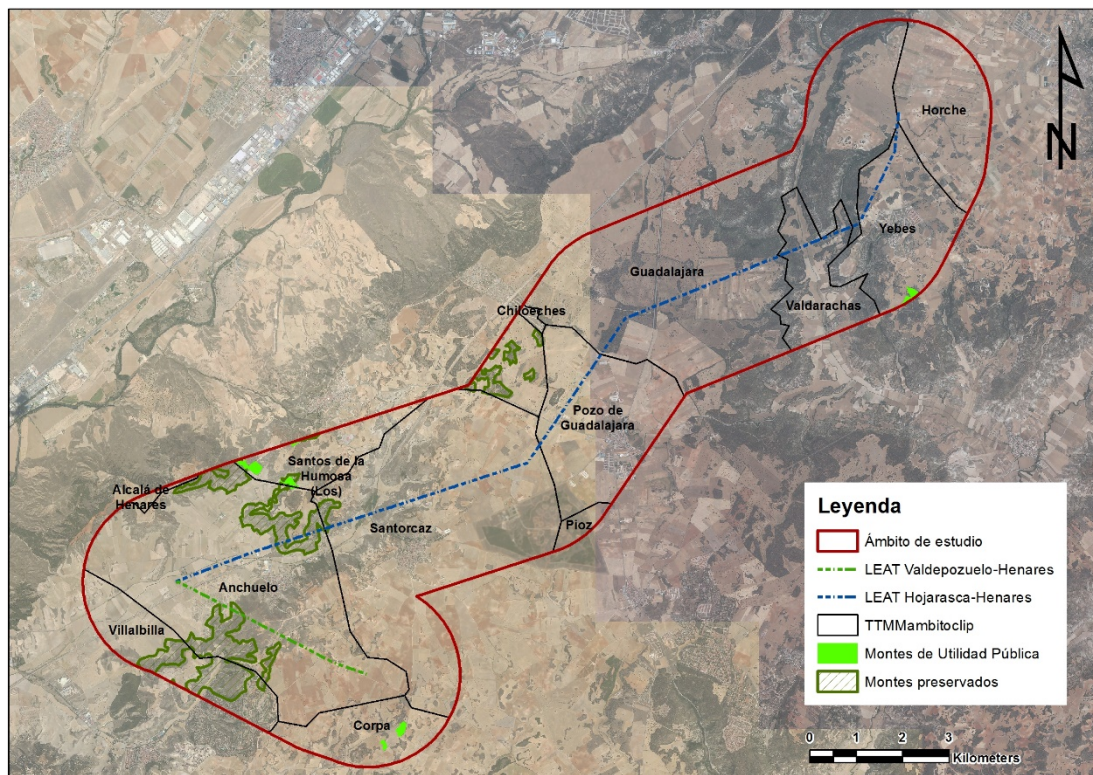 N
Horche
Yebes
Guadalajara
Valdarachas
Chiloeches
Pozo de
Guadalajara
Santos de la
Humosa
(Los)
Alcalá de
Henares
Santorcaz
Pioz
Anchuelo
Villalbilla
Corpa
Leyenda
Ámbito de estudio
LEAT Valdepozuelo-Henares
LEAT Hojarasca-Henares
TTMMambitoclip
Montes de Utilidad Pública
Montes preservados
0 1 2 3
Kilometers